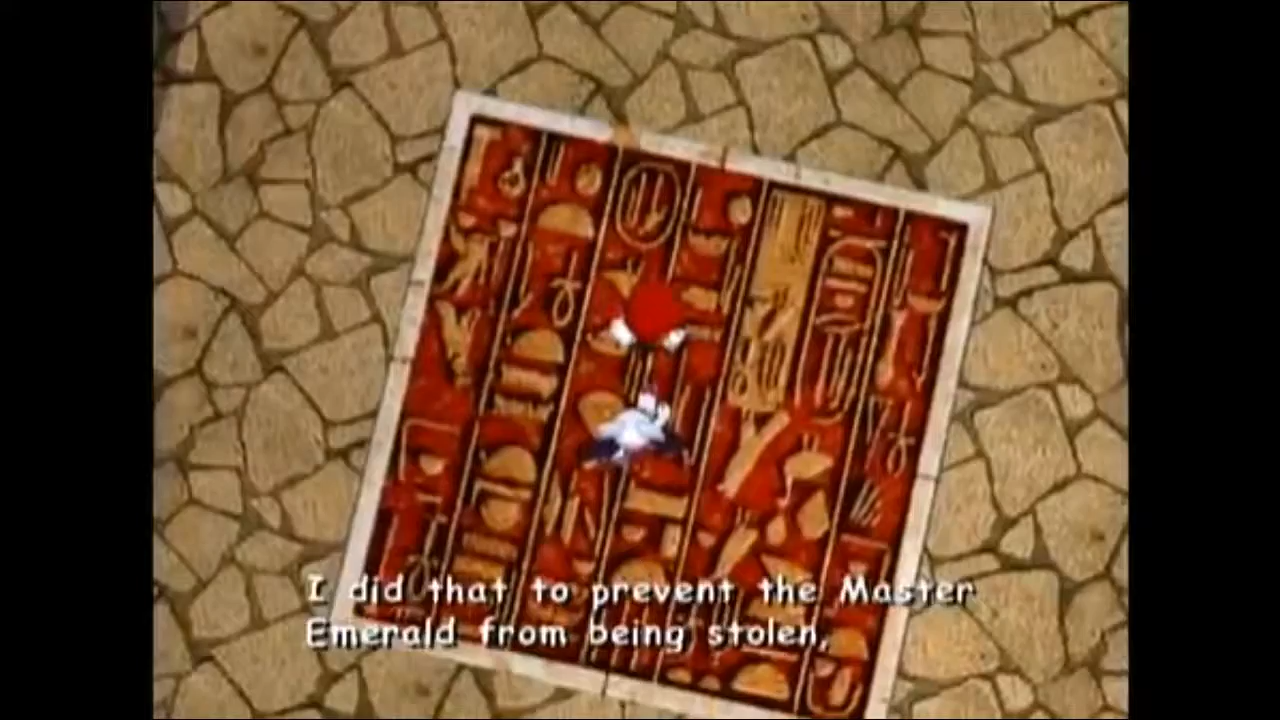 I did that to prevent the Master
Emerald from being stolen,